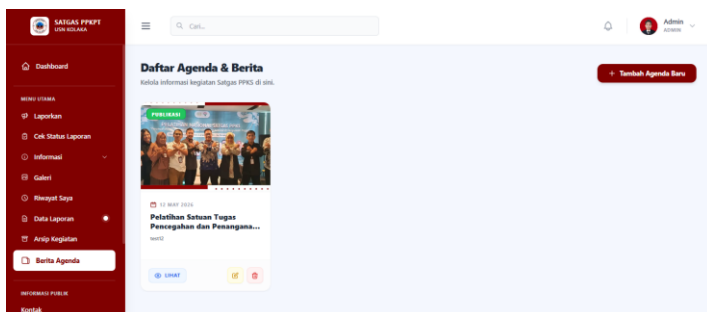 SATGAS PPKPT
USN KOLAKA
Cari...
Admin
ADMIN
Dashboard
MENU UTAMA
Laporkan
Cek Status Laporan
Informasi
Galeri
Riwayat Saya
Data Laporan
Arsip Kegiatan
Berita Agenda
INFORMASI PUBLIK
Kontak
Daftar Agenda & Berita
Kelola informasi kegiatan Satgas PPKS di sini.
+ Tambah Agenda Baru
PUBLIKASI
12 MAY 2026
Pelatihan Satuan Tugas
Pencegahan dan Penangana...
LIHAT